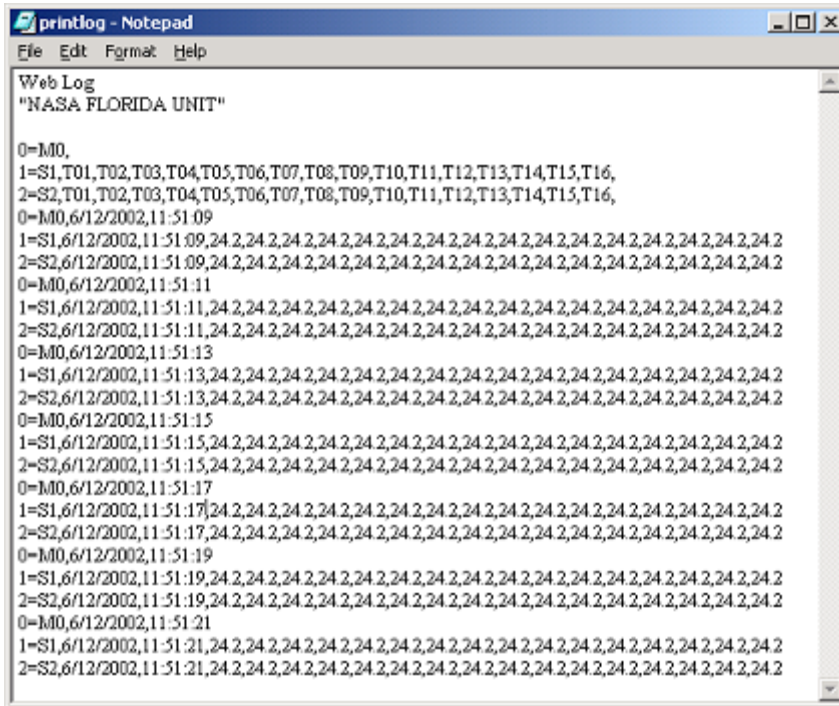 printlog - Notepad
File Edit Format Help
Web Log
"NASA FLORIDA UNIT"
0=M0,
1=S1,T01,T02,T03,T04,T05,T06,T07,T08,T09,T10,T11,T12,T13,T14,T15,T16,
2=S2,T01,T02,T03,T04,T05,T06,T07,T08,T09,T10,T11,T12,T13,T14,T15,T16,
0=M0,6/12/2002,11:51:09
1=S1,6/12/2002,11:51:09,24.2,24.2,24.2,24.2,24.2,24.2,24.2,24.2,24.2,24.2,24.2,24.2,24.2,24.2,24.2,24.2
2=S2,6/12/2002,11:51:09,24.2,24.2,24.2,24.2,24.2,24.2,24.2,24.2,24.2,24.2,24.2,24.2,24.2,24.2,24.2,24.2
0=M0,6/12/2002,11:51:11
1=S1,6/12/2002,11:51:11,24.2,24.2,24.2,24.2,24.2,24.2,24.2,24.2,24.2,24.2,24.2,24.2,24.2,24.2,24.2,24.2
2=S2,6/12/2002,11:51:11,24.2,24.2,24.2,24.2,24.2,24.2,24.2,24.2,24.2,24.2,24.2,24.2,24.2,24.2,24.2,24.2
0=M0,6/12/2002,11:51:13
1=S1,6/12/2002,11:51:13,24.2,24.2,24.2,24.2,24.2,24.2,24.2,24.2,24.2,24.2,24.2,24.2,24.2,24.2,24.2,24.2
2=S2,6/12/2002,11:51:13,24.2,24.2,24.2,24.2,24.2,24.2,24.2,24.2,24.2,24.2,24.2,24.2,24.2,24.2,24.2,24.2
0=M0,6/12/2002,11:51:15
1=S1,6/12/2002,11:51:15,24.2,24.2,24.2,24.2,24.2,24.2,24.2,24.2,24.2,24.2,24.2,24.2,24.2,24.2,24.2,24.2
2=S2,6/12/2002,11:51:15,24.2,24.2,24.2,24.2,24.2,24.2,24.2,24.2,24.2,24.2,24.2,24.2,24.2,24.2,24.2,24.2
0=M0,6/12/2002,11:51:17
1=S1,6/12/2002,11:51:17,24.2,24.2,24.2,24.2,24.2,24.2,24.2,24.2,24.2,24.2,24.2,24.2,24.2,24.2,24.2,24.2
2=S2,6/12/2002,11:51:17,24.2,24.2,24.2,24.2,24.2,24.2,24.2,24.2,24.2,24.2,24.2,24.2,24.2,24.2,24.2,24.2
0=M0,6/12/2002,11:51:19
1=S1,6/12/2002,11:51:19,24.2,24.2,24.2,24.2,24.2,24.2,24.2,24.2,24.2,24.2,24.2,24.2,24.2,24.2,24.2,24.2
2=S2,6/12/2002,11:51:19,24.2,24.2,24.2,24.2,24.2,24.2,24.2,24.2,24.2,24.2,24.2,24.2,24.2,24.2,24.2,24.2
0=M0,6/12/2002,11:51:21
1=S1,6/12/2002,11:51:21,24.2,24.2,24.2,24.2,24.2,24.2,24.2,24.2,24.2,24.2,24.2,24.2,24.2,24.2,24.2,24.2
2=S2,6/12/2002,11:51:21,24.2,24.2,24.2,24.2,24.2,24.2,24.2,24.2,24.2,24.2,24.2,24.2,24.2,24.2,24.2,24.2